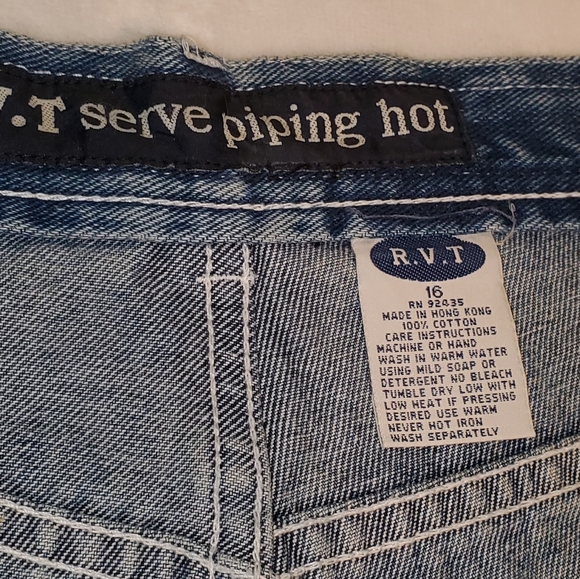 V.T serve piping hot
R.V.T
16
RN 92835
MADE IN HONG KONG
100% COTTON
CARE INSTRUCTIONS
MACHINE OR HAND
WASH IN WARM WATER
USING MILD SOAP OR
DETERGENT NO BLEACH
TUMBLE DRY LOW WITH
LOW HEAT IF PRESSING
DESIRED USE WARM
NEVER HOT IRON
WASH SEPARATELY